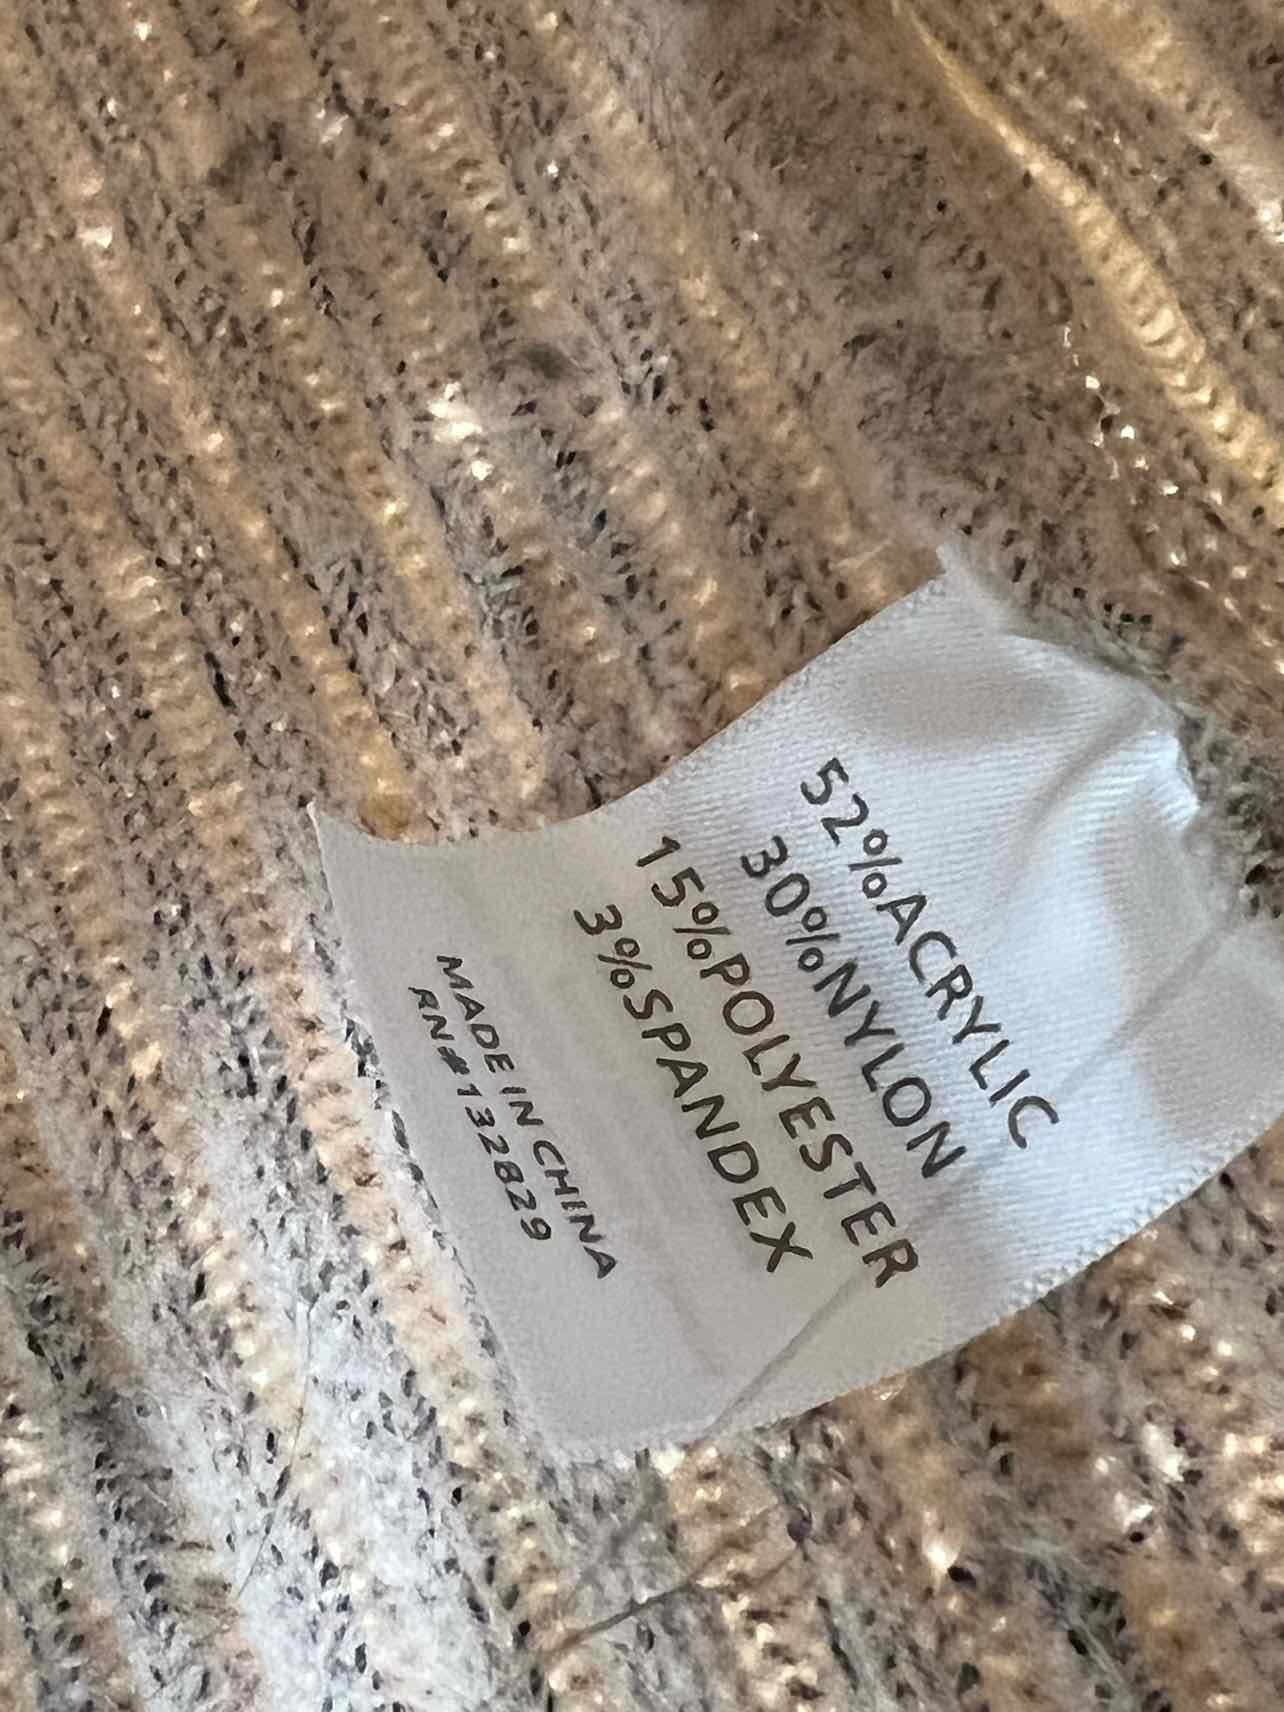 52%ACRYLIC
30%NYLON
15%POLYESTER
3%SPANDEX
MADE IN CHINA
RN#132829